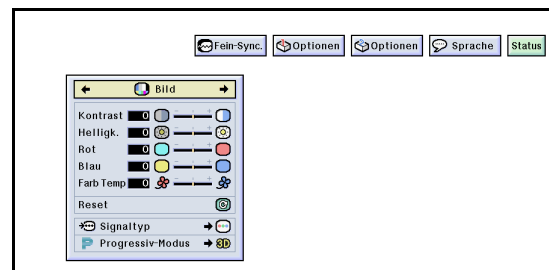 Fein-Sync. Optionen Optionen Sprache Status
Bild
Kontrast 0
Helligk. 0
Rot 0
Blau 0
Farb Temp 0
Reset
Signaltyp
P Progressiv-Modus 3D